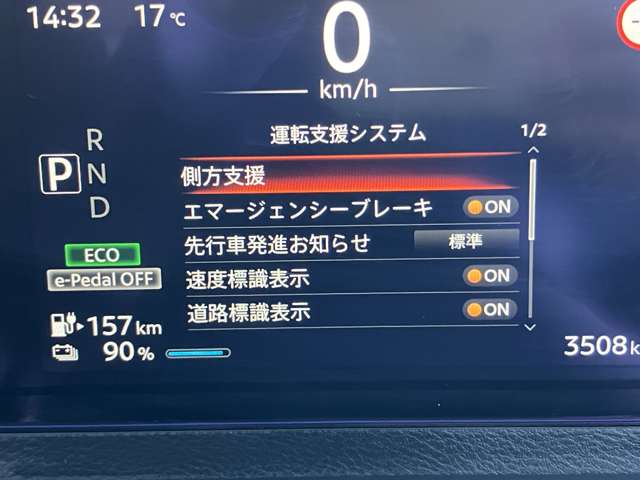 14:32 17℃
0
km/h
運転支援システム 1/2
R
P N
D
側方支援
エマージェンシーブレーキ ON
先行車発進お知らせ 標準
速度標識表示 ON
道路標識表示 ON
ECO
e-Pedal OFF
157 km
90 %
3508 k